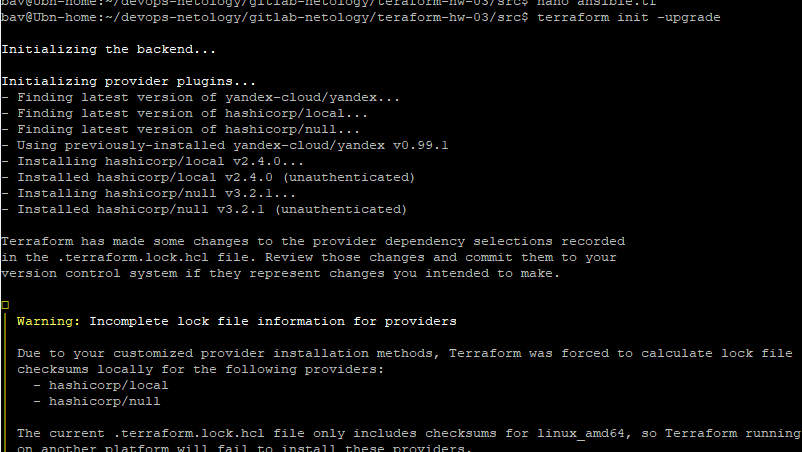 bav@Ubn-home:~/devops-netology/gitlab-netology/teraform-hw-03/src$ nano ansible.tf
bav@Ubn-home:~/devops-netology/gitlab-netology/teraform-hw-03/src$ terraform init -upgrade
Initializing the backend...
Initializing provider plugins...
- Finding latest version of yandex-cloud/yandex...
- Finding latest version of hashicorp/local...
- Finding latest version of hashicorp/null...
- Using previously-installed yandex-cloud/yandex v0.99.1
- Installing hashicorp/local v2.4.0...
- Installed hashicorp/local v2.4.0 (unauthenticated)
- Installing hashicorp/null v3.2.1...
- Installed hashicorp/null v3.2.1 (unauthenticated)
Terraform has made some changes to the provider dependency selections recorded
in the .terraform.lock.hcl file. Review those changes and commit them to your
version control system if they represent changes you intended to make.
Warning: Incomplete lock file information for providers
Due to your customized provider installation methods, Terraform was forced to calculate lock file
checksums locally for the following providers:
- hashicorp/local
- hashicorp/null
The current .terraform.lock.hcl file only includes checksums for linux_amd64, so Terraform running
on another platform will fail to install these providers.